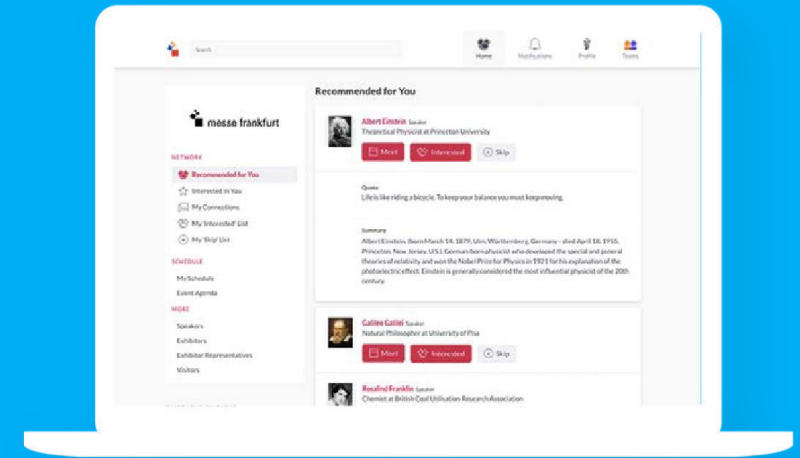 Search
Home
Notifications
Profile
Teams
messe frankfurt
NETWORK
Recommended for You
Interested in You
My Connections
My 'Interested' List
My 'Skip' List
SCHEDULE
My Schedule
Event Agenda
MORE
Speakers
Exhibitors
Exhibitor Representatives
Visitors
Recommended for You
Albert Einstein Speaker
Theoretical Physicist at Princeton University
Meet Interested Skip
Quote
Life is like riding a bicycle. To keep your balance you must keep moving.
Summary
Albert Einstein, (born March 14, 1879, Ulm, Württemberg, Germany - died April 18, 1955,
Princeton, New Jersey, U.S.), German-born physicist who developed the special and general
theories of relativity and won the Nobel Prize for Physics in 1921 for his explanation of the
photoelectric effect. Einstein is generally considered the most influential physicist of the 20th
century.
Galileo Galilei Speaker
Natural Philosopher at University of Pisa
Meet Interested Skip
Rosalind Franklin Speaker
Chemist at British Coal Utilisation Research Association